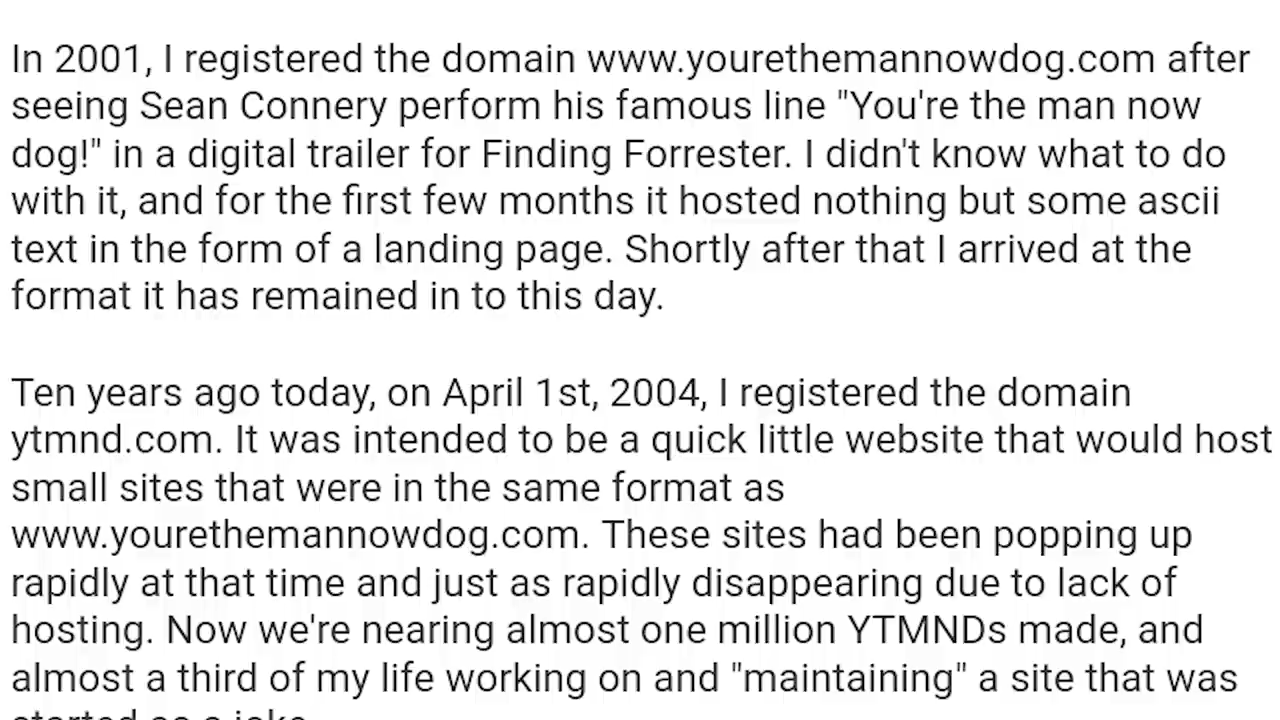 In 2001, I registered the domain www.yourethemannowdog.com after
seeing Sean Connery perform his famous line "You're the man now
dog!" in a digital trailer for Finding Forrester. I didn't know what to do
with it, and for the first few months it hosted nothing but some ascii
text in the form of a landing page. Shortly after that I arrived at the
format it has remained in to this day.
Ten years ago today, on April 1st, 2004, I registered the domain
ytmnd.com. It was intended to be a quick little website that would host
small sites that were in the same format as
www.yourethemannowdog.com. These sites had been popping up
rapidly at that time and just as rapidly disappearing due to lack of
hosting. Now we're nearing almost one million YTMNDs made, and
almost a third of my life working on and "maintaining" a site that was
started as a joke